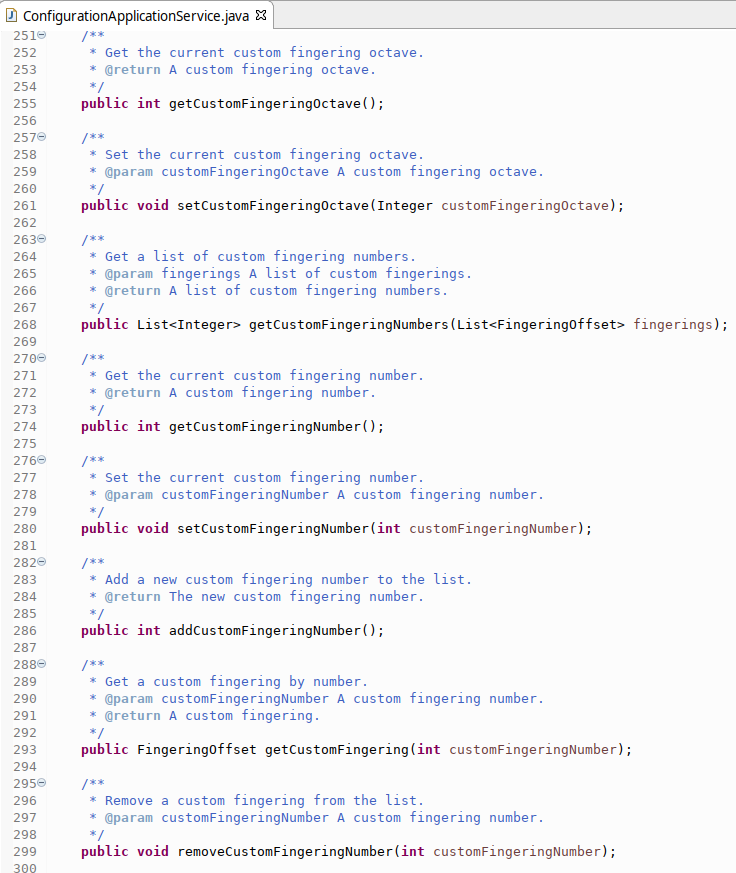 ConfigurationApplicationService.java
251 /**
252 * Get the current custom fingering octave.
253 * @return A custom fingering octave.
254 */
255 public int getCustomFingeringOctave();
256
257 /**
258 * Set the current custom fingering octave.
259 * @param customFingeringOctave A custom fingering octave.
260 */
261 public void setCustomFingeringOctave(Integer customFingeringOctave);
262
263 /**
264 * Get a list of custom fingering numbers.
265 * @param fingerings A list of custom fingerings.
266 * @return A list of custom fingering numbers.
267 */
268 public List<Integer> getCustomFingeringNumbers(List<FingeringOffset> fingerings);
269
270 /**
271 * Get the current custom fingering number.
272 * @return A custom fingering number.
273 */
274 public int getCustomFingeringNumber();
275
276 /**
277 * Set the current custom fingering number.
278 * @param customFingeringNumber A custom fingering number.
279 */
280 public void setCustomFingeringNumber(int customFingeringNumber);
281
282 /**
283 * Add a new custom fingering number to the list.
284 * @return The new custom fingering number.
285 */
286 public int addCustomFingeringNumber();
287
288 /**
289 * Get a custom fingering by number.
290 * @param customFingeringNumber A custom fingering number.
291 * @return A custom fingering.
292 */
293 public FingeringOffset getCustomFingering(int customFingeringNumber);
294
295 /**
296 * Remove a custom fingering from the list.
297 * @param customFingeringNumber A custom fingering number.
298 */
299 public void removeCustomFingeringNumber(int customFingeringNumber);
300